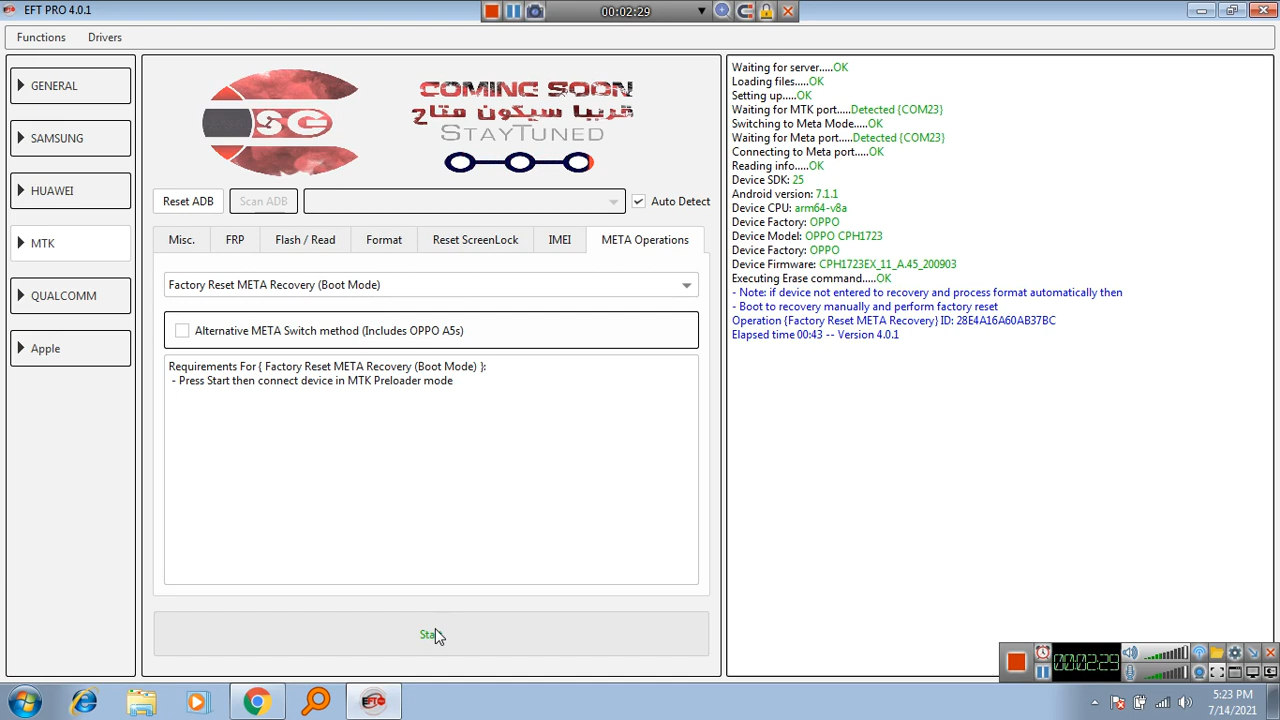 EFT PRO 4.0.1
00:02:29
Functions
Drivers
GENERAL
SAMSUNG
HUAWEI
MTK
QUALCOMM
Apple
SG
COMING SOON
قريبا سيكون متاح
STAYTUNED
Reset ADB
Scan ADB
Auto Detect
Misc.
FRP
Flash / Read
Format
Reset ScreenLock
IMEI
META Operations
Factory Reset META Recovery (Boot Mode)
Alternative META Switch method (Includes OPPO A5s)
Requirements For { Factory Reset META Recovery (Boot Mode) }:
- Press Start then connect device in MTK Preloader mode
Waiting for server.....OK
Loading files.....OK
Setting up.....OK
Waiting for MTK port.....Detected {COM23}
Switching to Meta Mode.....OK
Waiting for Meta port.....Detected {COM23}
Connecting to Meta port.....OK
Reading info.....OK
Device SDK: 25
Android version: 7.1.1
Device CPU: arm64-v8a
Device Factory: OPPO
Device Model: OPPO CPH1723
Device Factory: OPPO
Device Firmware: CPH1723EX_11_A.45_200903
Executing Erase command.....OK
- Note: if device not entered to recovery and process format automatically then
- Boot to recovery manually and perform factory reset
Operation {Factory Reset META Recovery} ID: 28E4A16A60AB37BC
Elapsed time 00:43 -- Version 4.0.1
00:02:29
EFT
5:23 PM
7/14/2021